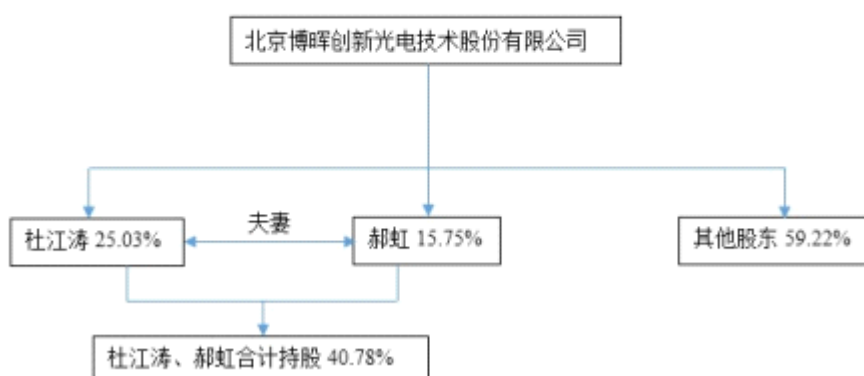 北京博晖创新光电技术股份有限公司
夫妻
杜江涛 25.03%
郝虹 15.75%
其他股东 59.22%
杜江涛、郝虹合计持股 40.78%